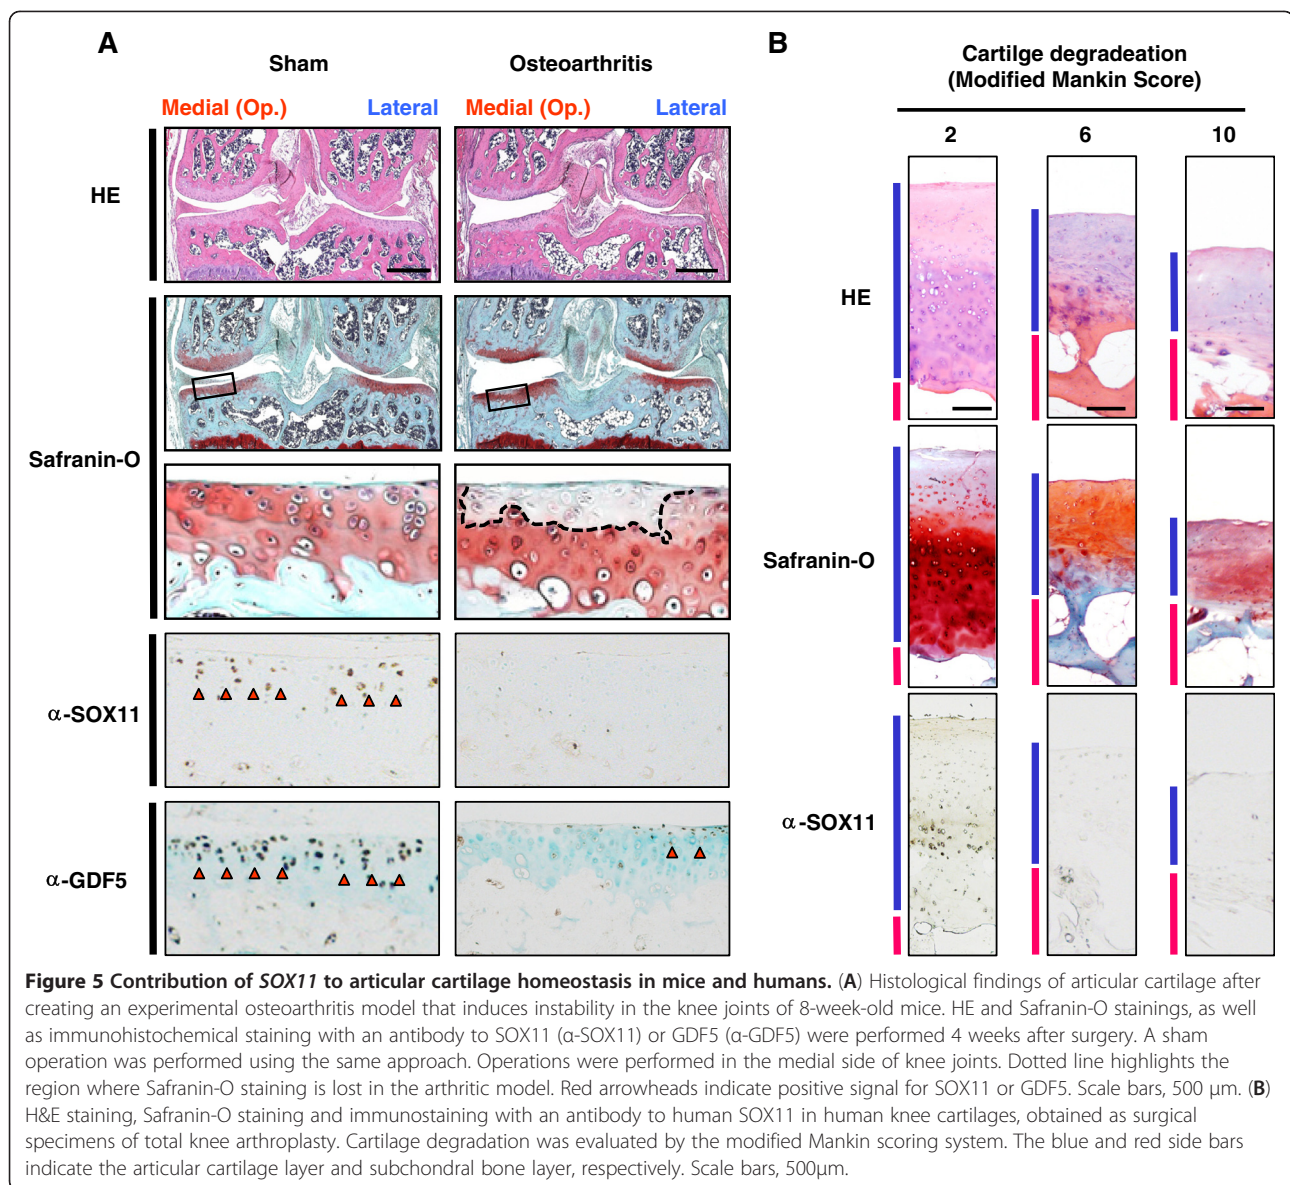 A
Sham
Osteoarthritis
Medial (Op.)
Lateral
Medial (Op.)
Lateral
HE
Safranin-O
α-SOX11
α-GDF5
B
Cartilge degradeation
(Modified Mankin Score)
2
6
10
HE
Safranin-O
α-SOX11
Figure 5 Contribution of SOX11 to articular cartilage homeostasis in mice and humans. (A) Histological findings of articular cartilage after
creating an experimental osteoarthritis model that induces instability in the knee joints of 8-week-old mice. HE and Safranin-O stainings, as well
as immunohistochemical staining with an antibody to SOX11 (α-SOX11) or GDF5 (α-GDF5) were performed 4 weeks after surgery. A sham
operation was performed using the same approach. Operations were performed in the medial side of knee joints. Dotted line highlights the
region where Safranin-O staining is lost in the arthritic model. Red arrowheads indicate positive signal for SOX11 or GDF5. Scale bars, 500 μm. (B)
H&E staining, Safranin-O staining and immunostaining with an antibody to human SOX11 in human knee cartilages, obtained as surgical
specimens of total knee arthroplasty. Cartilage degradation was evaluated by the modified Mankin scoring system. The blue and red side bars
indicate the articular cartilage layer and subchondral bone layer, respectively. Scale bars, 500μm.